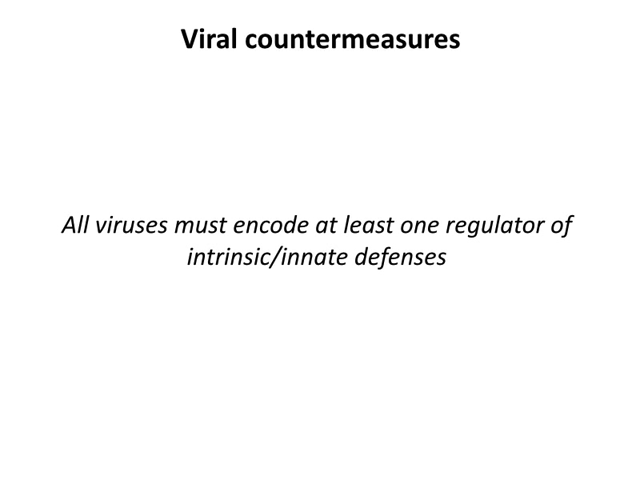 Viral countermeasures
All viruses must encode at least one regulator of
intrinsic/innate defenses